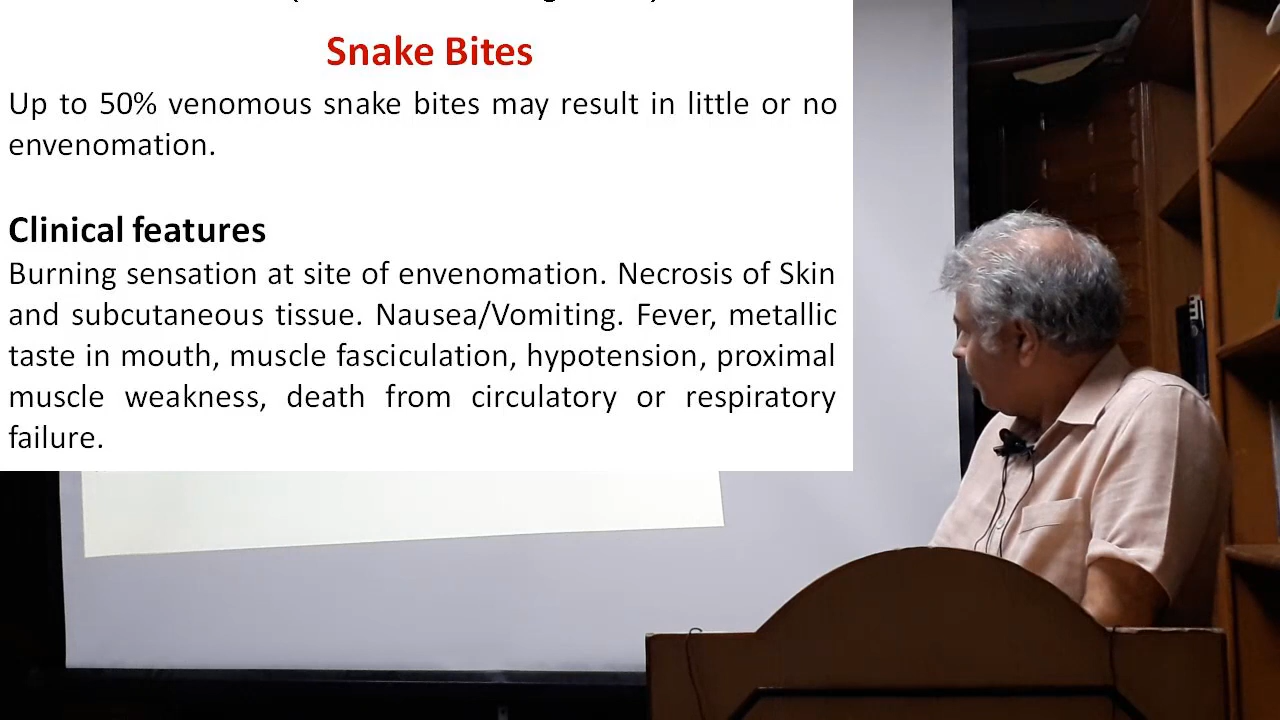 Snake Bites
Up to 50% venomous snake bites may result in little or no
envenomation.
Clinical features
Burning sensation at site of envenomation. Necrosis of Skin
and subcutaneous tissue. Nausea/Vomiting. Fever, metallic
taste in mouth, muscle fasciculation, hypotension, proximal
muscle weakness, death from circulatory or respiratory
failure.